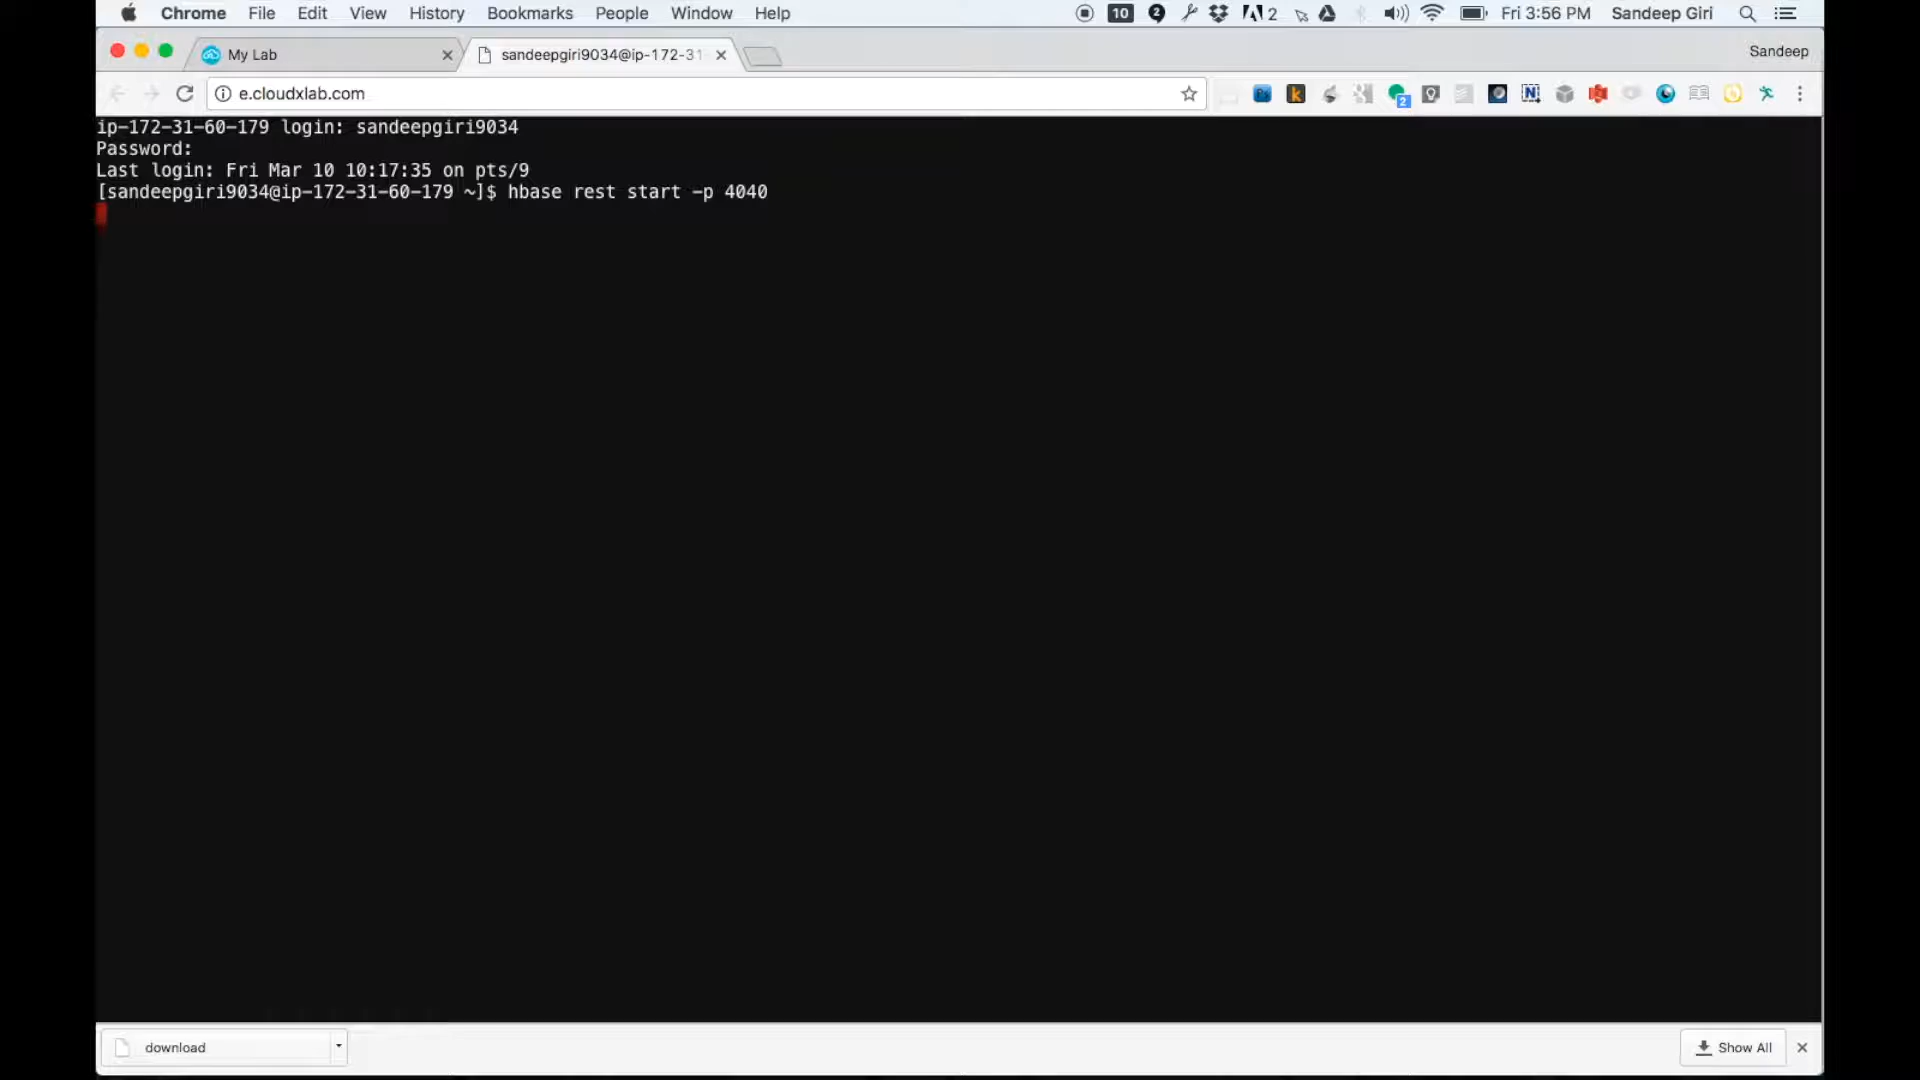 Chrome File Edit View History Bookmarks People Window Help 10 2 2 Fri 3:56 PM Sandeep Giri
My Lab sandeepgiri9034@ip-172-31 Sandeep
e.cloudxlab.com k 2 N
ip-172-31-60-179 login: sandeepgiri9034
Password:
Last login: Fri Mar 10 10:17:35 on pts/9
[sandeepgiri9034@ip-172-31-60-179 ~]$ hbase rest start -p 4040
download Show All